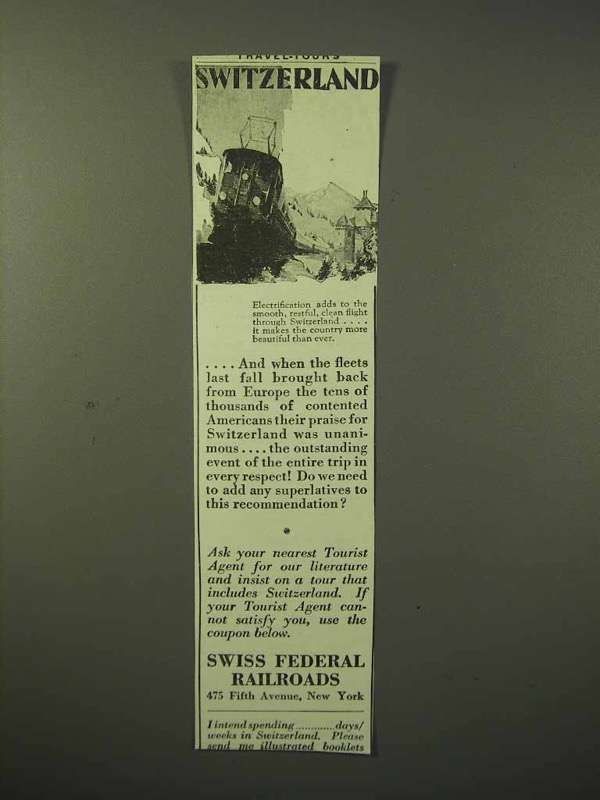 TRAVEL-TOURS
SWITZERLAND
Electrification adds to the
smooth, restful, clean flight
through Switzerland . . . .
it makes the country more
beautiful than ever.
. . . . And when the fleets
last fall brought back
from Europe the tens of
thousands of contented
Americans their praise for
Switzerland was unani-
mous . . . . the outstanding
event of the entire trip in
every respect! Do we need
to add any superlatives to
this recommendation?
Ask your nearest Tourist
Agent for our literature
and insist on a tour that
includes Switzerland. If
your Tourist Agent can-
not satisfy you, use the
coupon below.
SWISS FEDERAL
RAILROADS
475 Fifth Avenue, New York
I intend spending ............ days/
weeks in Switzerland. Please
send me illustrated booklets